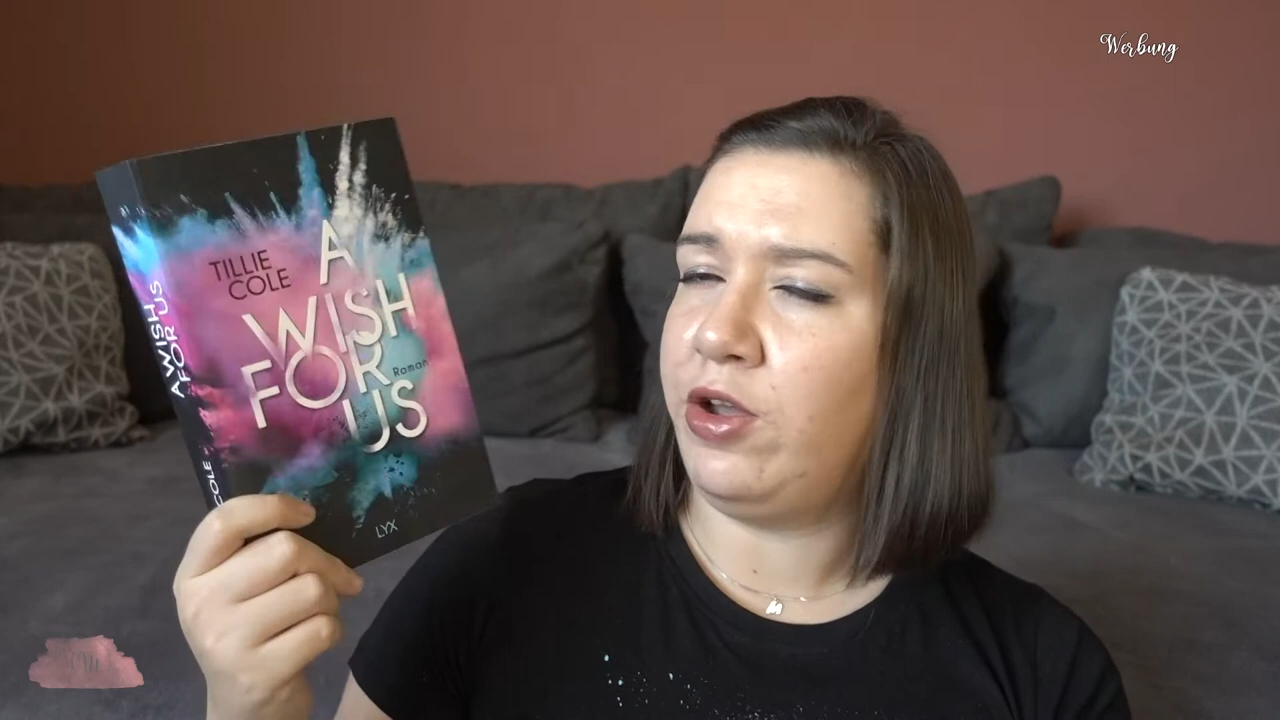 Werbung
TILLIE
COLE
A
WISH
FOR
Roman
US
LYX
A WISH
FOR US
COLE
M